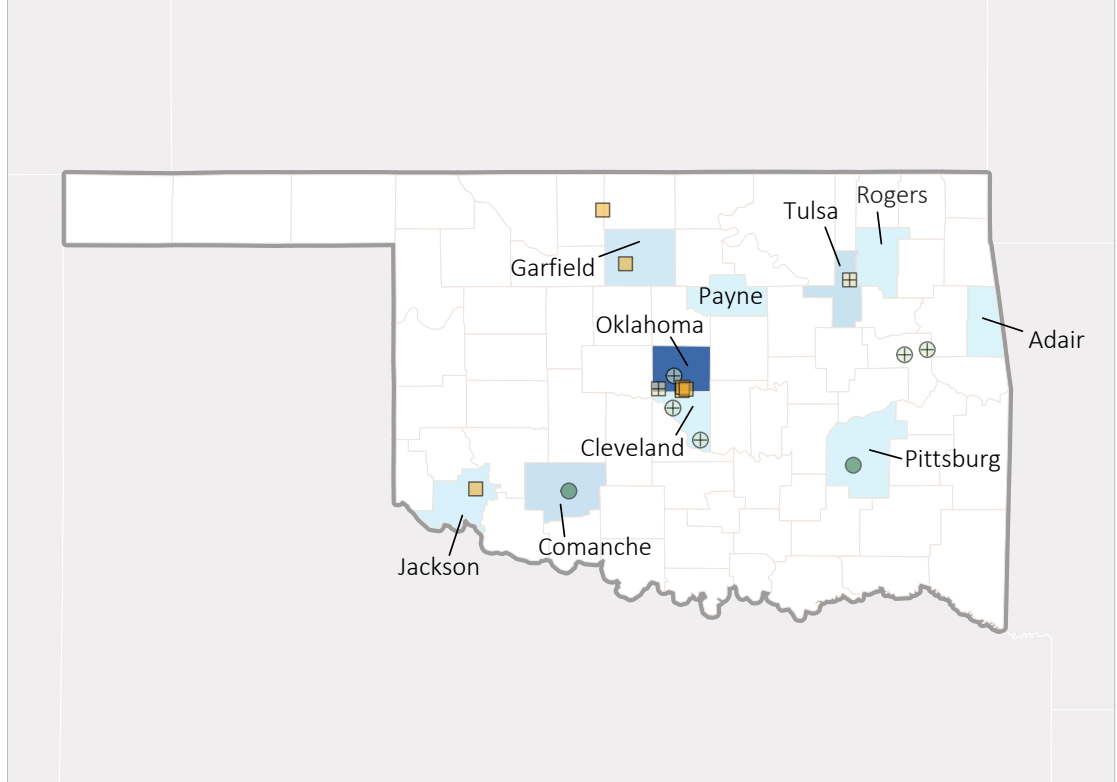 Rogers
Tulsa
Garfield
Payne
Oklahoma
Adair
Cleveland
Pittsburg
Comanche
Jackson